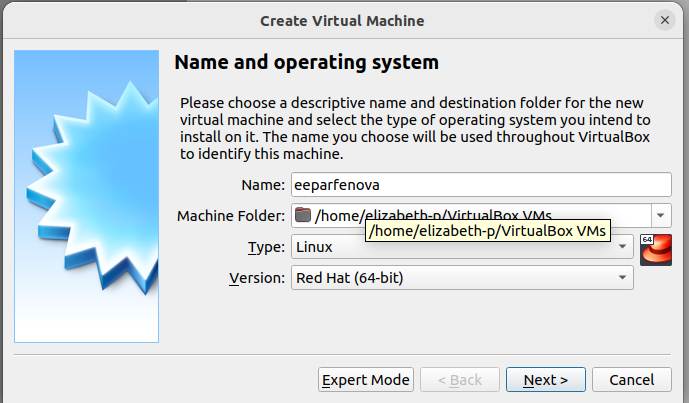 Create Virtual Machine
Name and operating system
Please choose a descriptive name and destination folder for the new
virtual machine and select the type of operating system you intend to
install on it. The name you choose will be used throughout VirtualBox
to identify this machine.
Name: eeparfenova
Machine Folder: /home/elizabeth-p/VirtualBox VMs
/home/elizabeth-p/VirtualBox VMs
Type: Linux
64
Version: Red Hat (64-bit)
Expert Mode < Back Next > Cancel